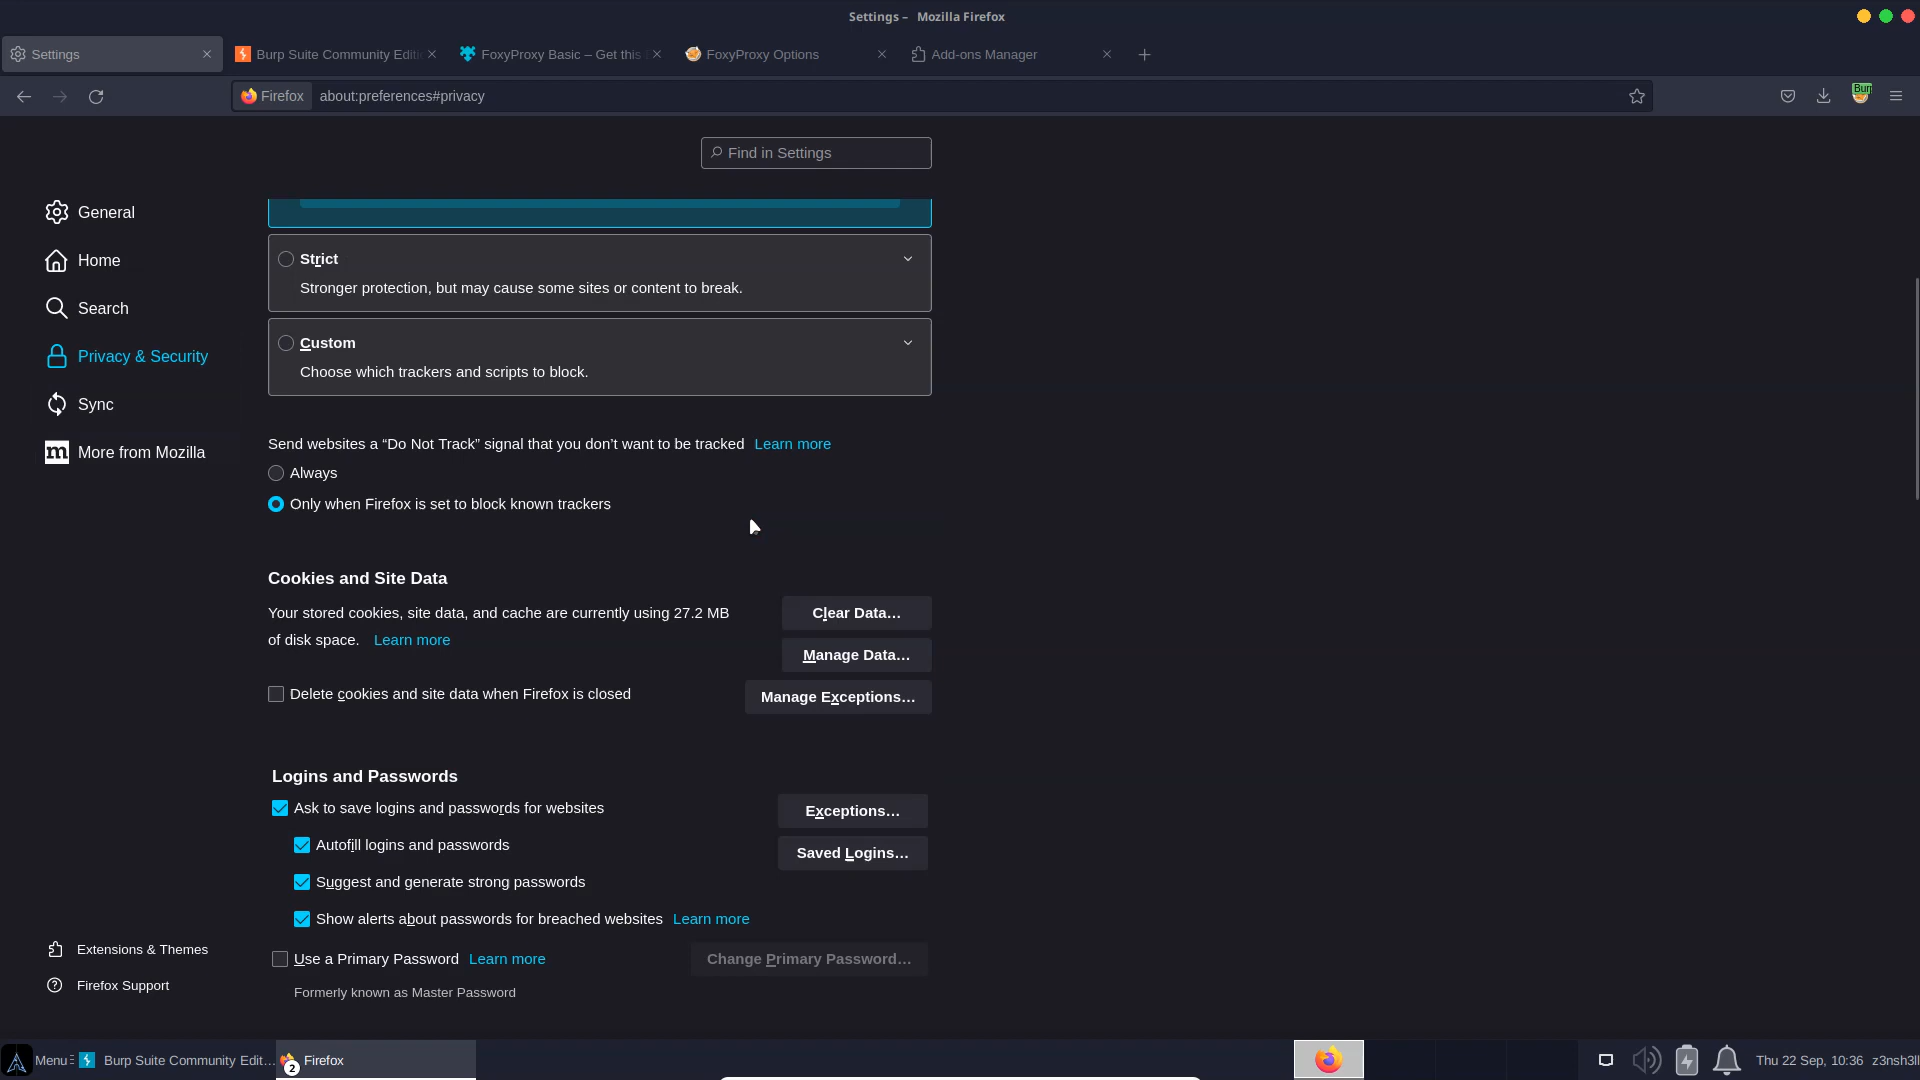 Settings – Mozilla Firefox
Settings
Burp Suite Community Editi
FoxyProxy Basic – Get this
FoxyProxy Options
Add-ons Manager
Firefox
about:preferences#privacy
Burp
Find in Settings
General
Home
Search
Privacy & Security
Sync
More from Mozilla
Strict
Stronger protection, but may cause some sites or content to break.
Custom
Choose which trackers and scripts to block.
Send websites a “Do Not Track” signal that you don’t want to be tracked Learn more
Always
Only when Firefox is set to block known trackers
Cookies and Site Data
Your stored cookies, site data, and cache are currently using 27.2 MB
of disk space. Learn more
Clear Data…
Manage Data…
Delete cookies and site data when Firefox is closed
Manage Exceptions…
Logins and Passwords
Ask to save logins and passwords for websites
Exceptions…
Autofill logins and passwords
Saved Logins…
Suggest and generate strong passwords
Show alerts about passwords for breached websites Learn more
Use a Primary Password Learn more
Change Primary Password…
Formerly known as Master Password
Extensions & Themes
Firefox Support
Menu
Burp Suite Community Edit…
2
Firefox
Thu 22 Sep, 10:36
z3nsh3ll